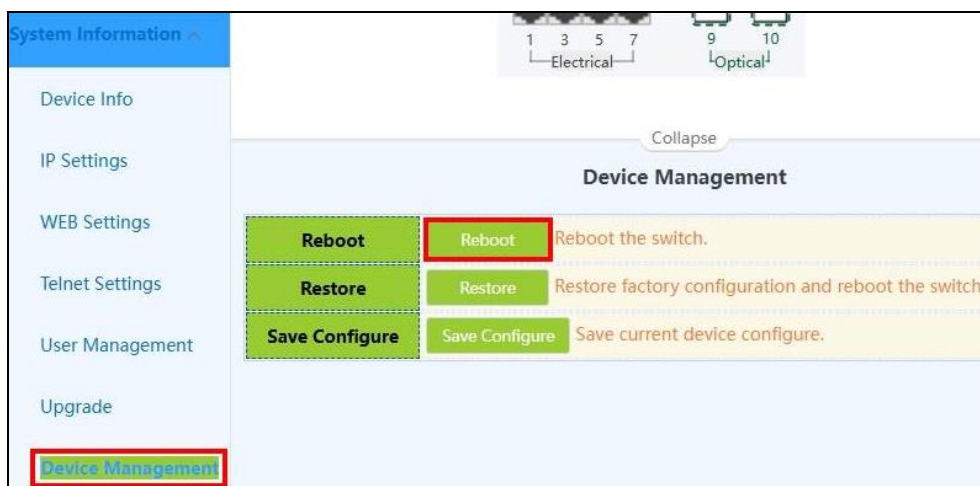 System Information
Device Info
IP Settings
WEB Settings
Telnet Settings
User Management
Upgrade
Device Management
1 3 5 7 9 10
Electrical Optical
Collapse
Device Management
Reboot Reboot Reboot the switch.
Restore Restore Restore factory configuration and reboot the switch
Save Configure Save Configure Save current device configure.